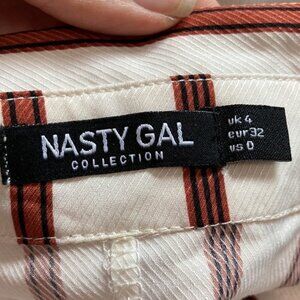 NASTY GAL
COLLECTION
uk 4
eur 32
us 0